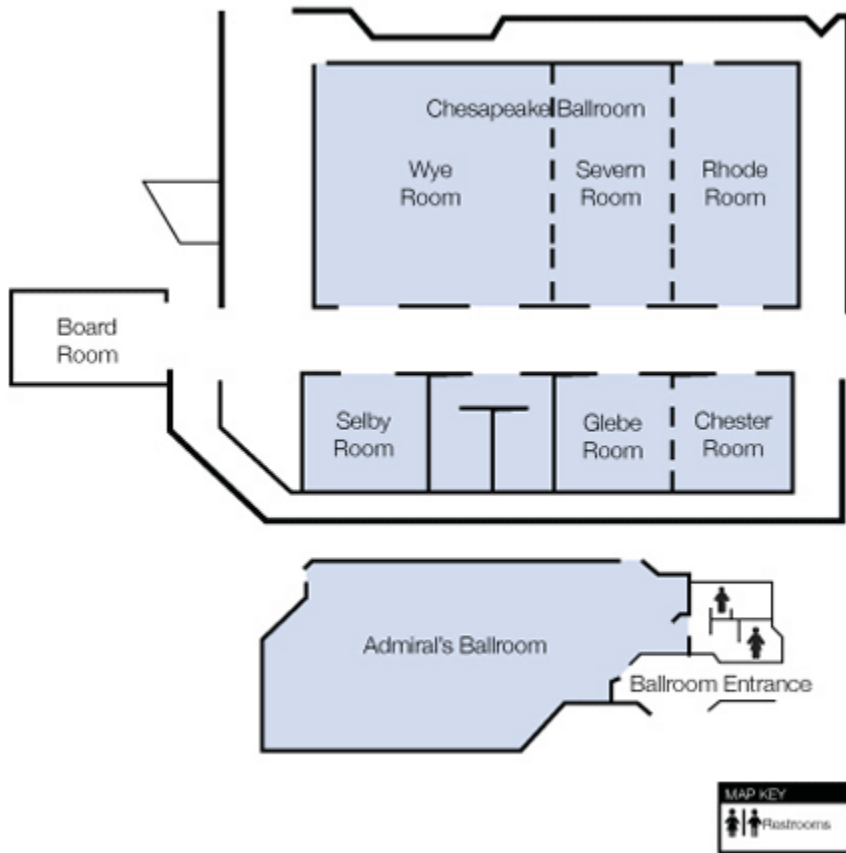 Chesapeake Ballroom
Wye
Room
Severn
Room
Rhode
Room
Board
Room
Selby
Room
Glebe
Room
Chester
Room
Admiral's Ballroom
Ballroom Entrance
MAP KEY
Restrooms